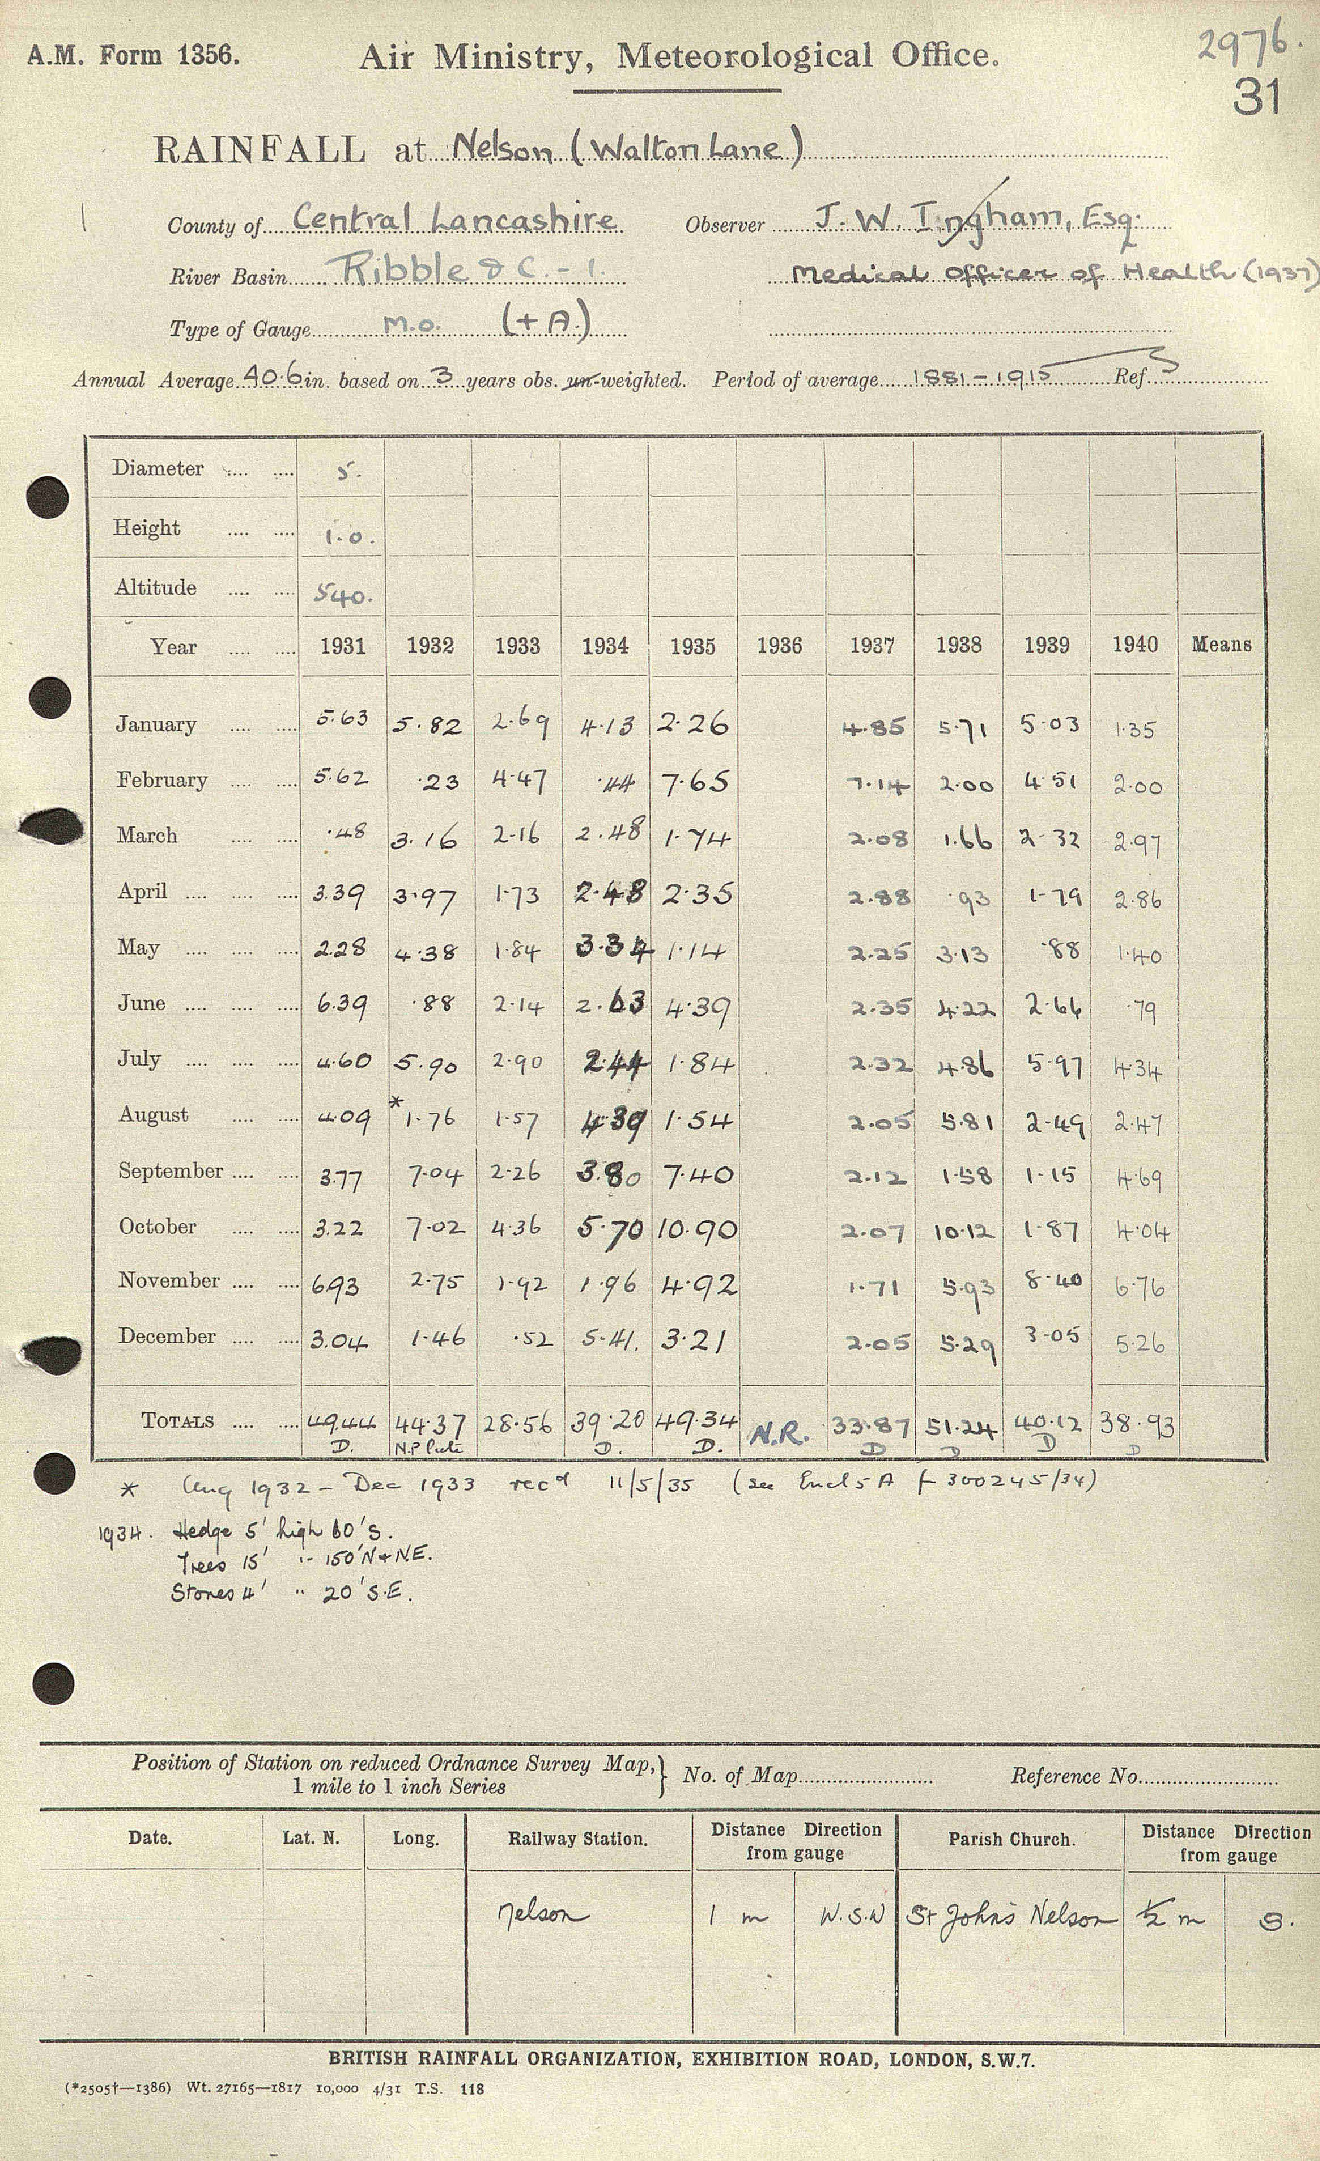 A.M. Form 1356. Air Ministry, Meteorological Office. 2976.
31
RAINFALL at Nelson (Walton Lane)
County of Central Lancashire Observer J. W. Ingham, Esq.
River Basin Ribble &C. - 1. Medical Officer of Health (1937)
Type of Gauge M.O. (+ A.)
Annual Average 40.6 in. based on 3 years obs. un-weighted. Period of average 1881-1915 Ref.
Diameter 5.
Height 1.0.
Altitude 540.
Year 1931 1932 1933 1934 1935 1936 1937 1938 1939 1940 Means
January 5.63 5.82 2.69 4.13 2.26 4.85 5.71 5.03 1.35
February 5.62 .23 4.47 .44 7.65 7.14 2.00 4.51 2.00
March .48 3.16 2.16 2.48 1.74 2.08 1.66 2.32 2.97
April 3.39 3.97 1.73 2.48 2.35 2.88 .93 1.79 2.86
May 2.28 4.38 1.84 3.34 1.14 2.25 3.13 .88 1.40
June 6.39 .88 2.14 2.63 4.39 2.35 4.22 2.66 .79
July 4.60 5.90 2.90 2.44 1.84 2.32 4.86 5.97 4.34
August 4.09 *1.76 1.57 4.39 1.54 2.05 5.81 2.49 2.47
September 3.77 7.04 2.26 3.80 7.40 2.12 1.58 1.15 4.69
October 3.22 7.02 4.36 5.70 10.90 2.07 10.12 1.87 4.04
November 6.93 2.75 1.92 1.96 4.92 1.71 5.93 8.40 6.76
December 3.04 1.46 .52 5.41. 3.21 2.05 5.29 3.05 5.26
TOTALS 49.44 44.37 28.56 39.20 49.34 N.R. 33.87 51.24 40.12 38.93
D. N.P. D. D. D D D D
* Aug 1932 - Dec 1933 recd 11/5/35 (see Encl 5A f 300245/34)
1934. Hedge 5' high 60'S.
Trees 15' " 150'N & N.E.
Stones 4' " 20'S.E.
Position of Station on reduced Ordnance Survey Map, } No. of Map Reference No.
1 mile to 1 inch Series
Date. Lat. N. Long. Railway Station. Distance Direction from gauge Parish Church. Distance Direction from gauge
Nelson 1 m W.S.W St John's Nelson ½ m S.
BRITISH RAINFALL ORGANIZATION, EXHIBITION ROAD, LONDON, S.W.7.
(*2505†—1386) Wt. 27165—1817 10,000 4/31 T.S. 118